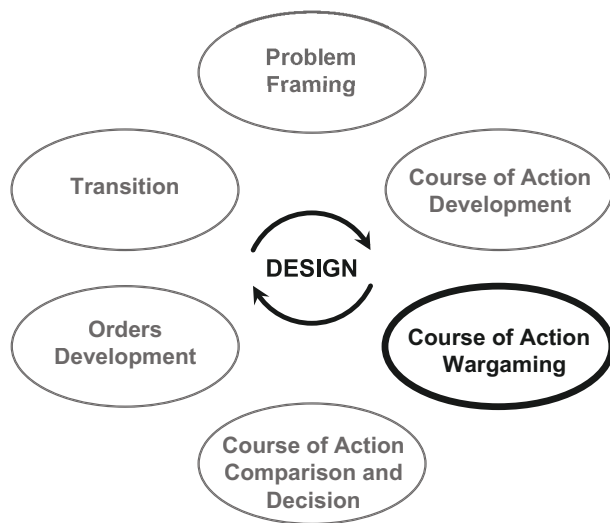 Problem
Framing
Transition
Course of Action
Development
DESIGN
Orders
Development
Course of Action
Wargaming
Course of Action
Comparison and
Decision